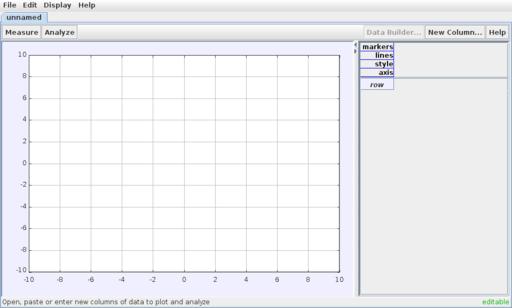 File Edit Display Help
unnamed
Measure Analyze Data Builder... New Column... Help
markers
lines
style
axis
row
10
8
6
4
2
0
-2
-4
-6
-8
-10
-10 -8 -6 -4 -2 0 2 4 6 8 10
Open, paste or enter new columns of data to plot and analyze editable